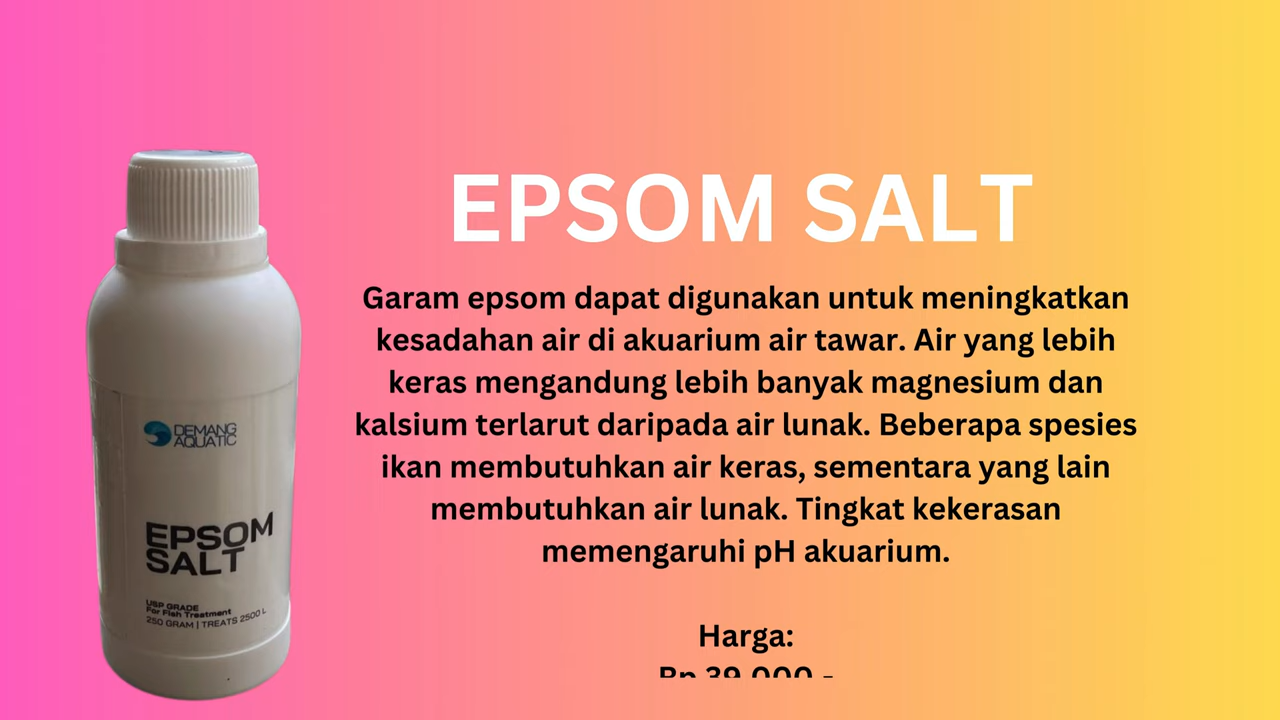 EPSOM SALT
Garam epsom dapat digunakan untuk meningkatkan
kesadahan air di akuarium air tawar. Air yang lebih
keras mengandung lebih banyak magnesium dan
kalsium terlarut daripada air lunak. Beberapa spesies
ikan membutuhkan air keras, sementara yang lain
membutuhkan air lunak. Tingkat kekerasan
memengaruhi pH akuarium.
Harga:
Rp 39.000,-
DEMANG
AQUATIC
EPSOM
SALT
USP GRADE
For Fish Treatment
250 GRAM | TREATS 2500 L